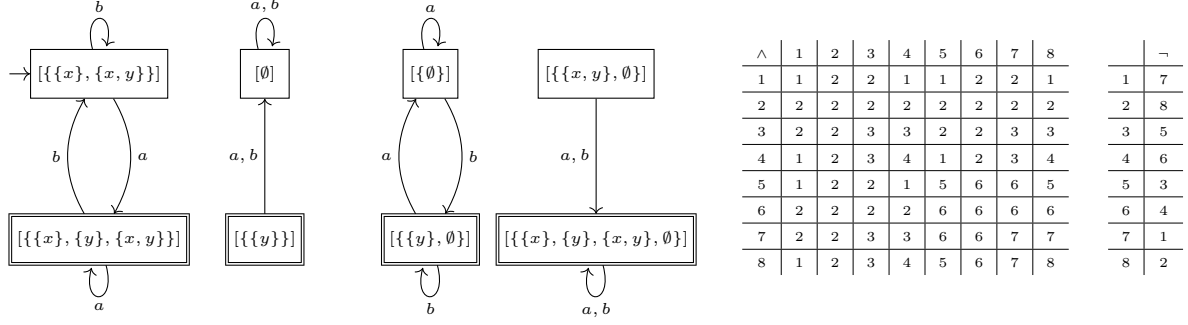 b
a, b
a
[{{x}, {x, y}}]
[∅]
[{∅}]
[{{x, y}, ∅}]
b
a
a, b
a
b
a, b
[{{x}, {y}, {x, y}}]
[{{y}}]
[{{y}, ∅}]
[{{x}, {y}, {x, y}, ∅}]
a
b
a, b
∧ 1 2 3 4 5 6 7 8
1 1 2 2 1 1 2 2 1
2 2 2 2 2 2 2 2 2
3 2 2 3 3 2 2 3 3
4 1 2 3 4 1 2 3 4
5 1 2 2 1 5 6 6 5
6 2 2 2 2 6 6 6 6
7 2 2 3 3 6 6 7 7
8 1 2 3 4 5 6 7 8
¬
1 7
2 8
3 5
4 6
5 3
6 4
7 1
8 2